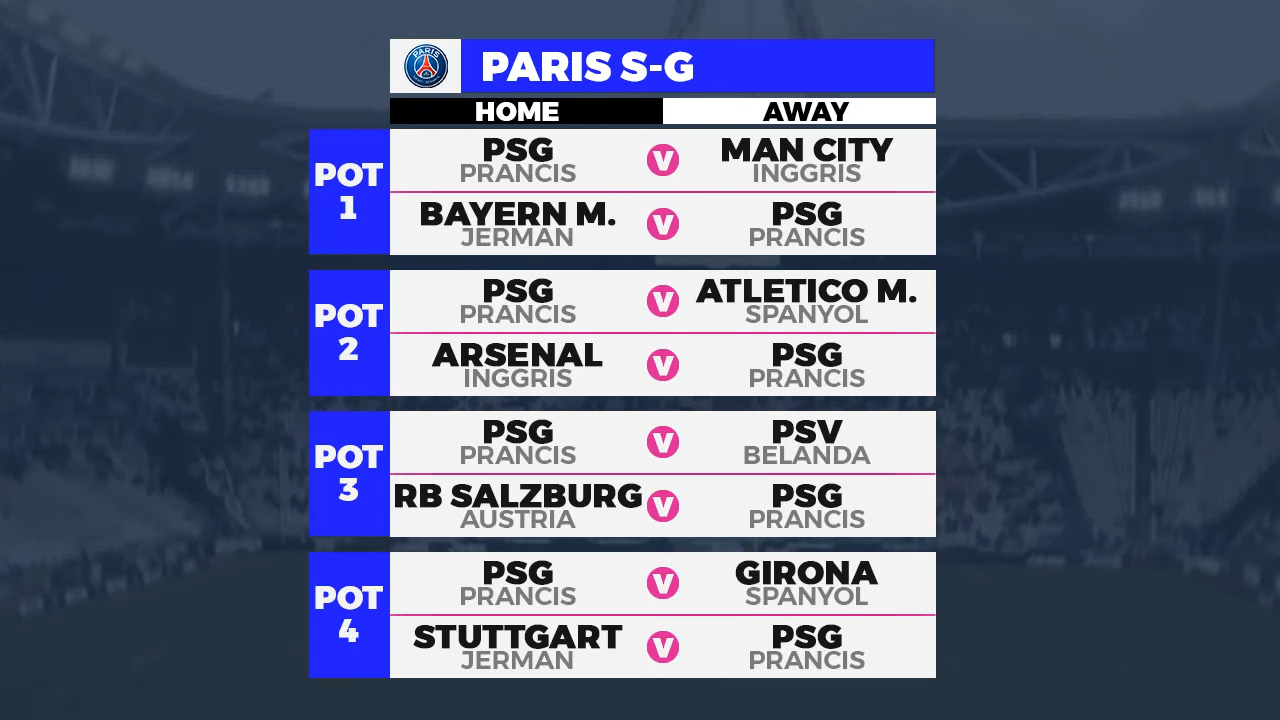 PARIS
PARIS S-G
HOME AWAY
POT 1
PSG V MAN CITY
PRANCIS INGGRIS
BAYERN M. V PSG
JERMAN PRANCIS
POT 2
PSG V ATLETICO M.
PRANCIS SPANYOL
ARSENAL V PSG
INGGRIS PRANCIS
POT 3
PSG V PSV
PRANCIS BELANDA
RB SALZBURG V PSG
AUSTRIA PRANCIS
POT 4
PSG V GIRONA
PRANCIS SPANYOL
STUTTGART V PSG
JERMAN PRANCIS